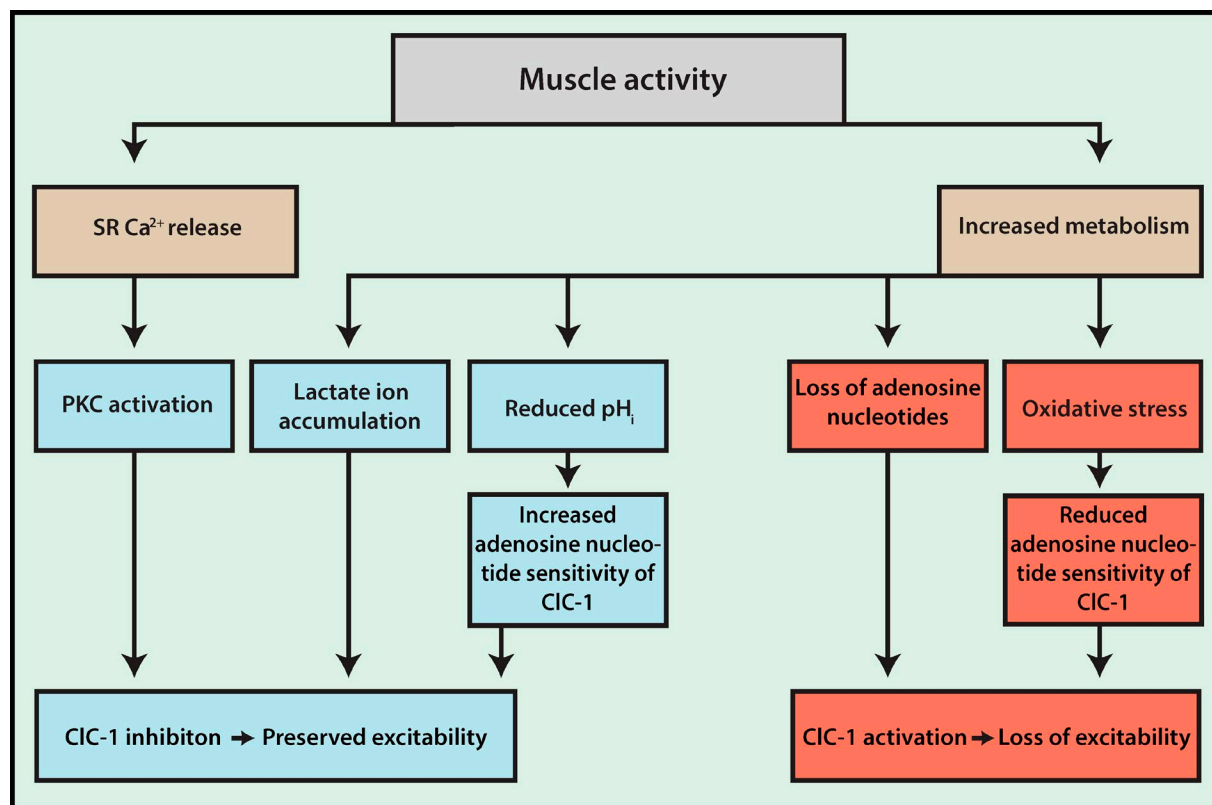 Muscle activity
SR Ca²⁺ release
Increased metabolism
PKC activation
Lactate ion
accumulation
Reduced pHᵢ
Loss of adenosine
nucleotides
Oxidative stress
Increased
adenosine nucleo-
tide sensitivity of
ClC-1
Reduced
adenosine nucleo-
tide sensitivity of
ClC-1
ClC-1 inhibiton → Preserved excitability
ClC-1 activation → Loss of excitability